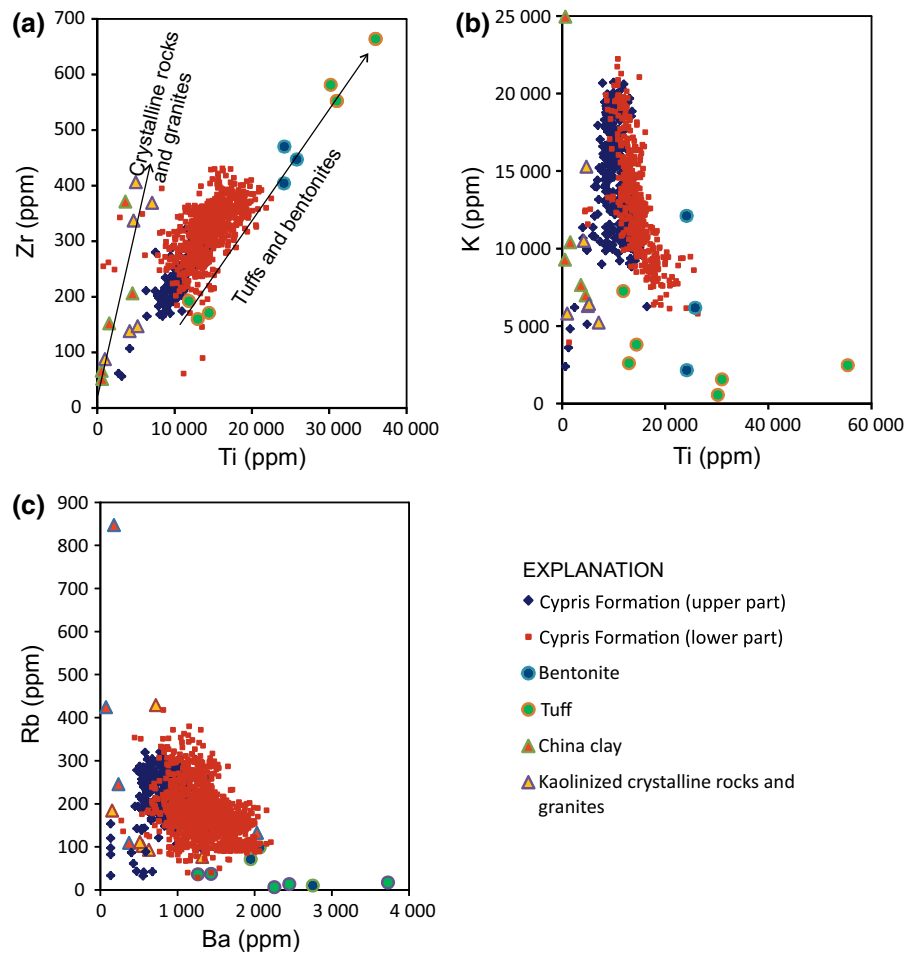 (a)
700
600
500
400
300
200
100
0
Zr (ppm)
Crystalline rocks
and granites
Tuffs and bentonites
0
10 000
20 000
30 000
40 000
Ti (ppm)
(b)
25 000
20 000
15 000
10 000
5 000
0
K (ppm)
0
20 000
40 000
60 000
Ti (ppm)
(c)
900
800
700
600
500
400
300
200
100
0
Rb (ppm)
0
1 000
2 000
3 000
4 000
Ba (ppm)
EXPLANATION
Cypris Formation (upper part)
Cypris Formation (lower part)
Bentonite
Tuff
China clay
Kaolinized crystalline rocks and
granites